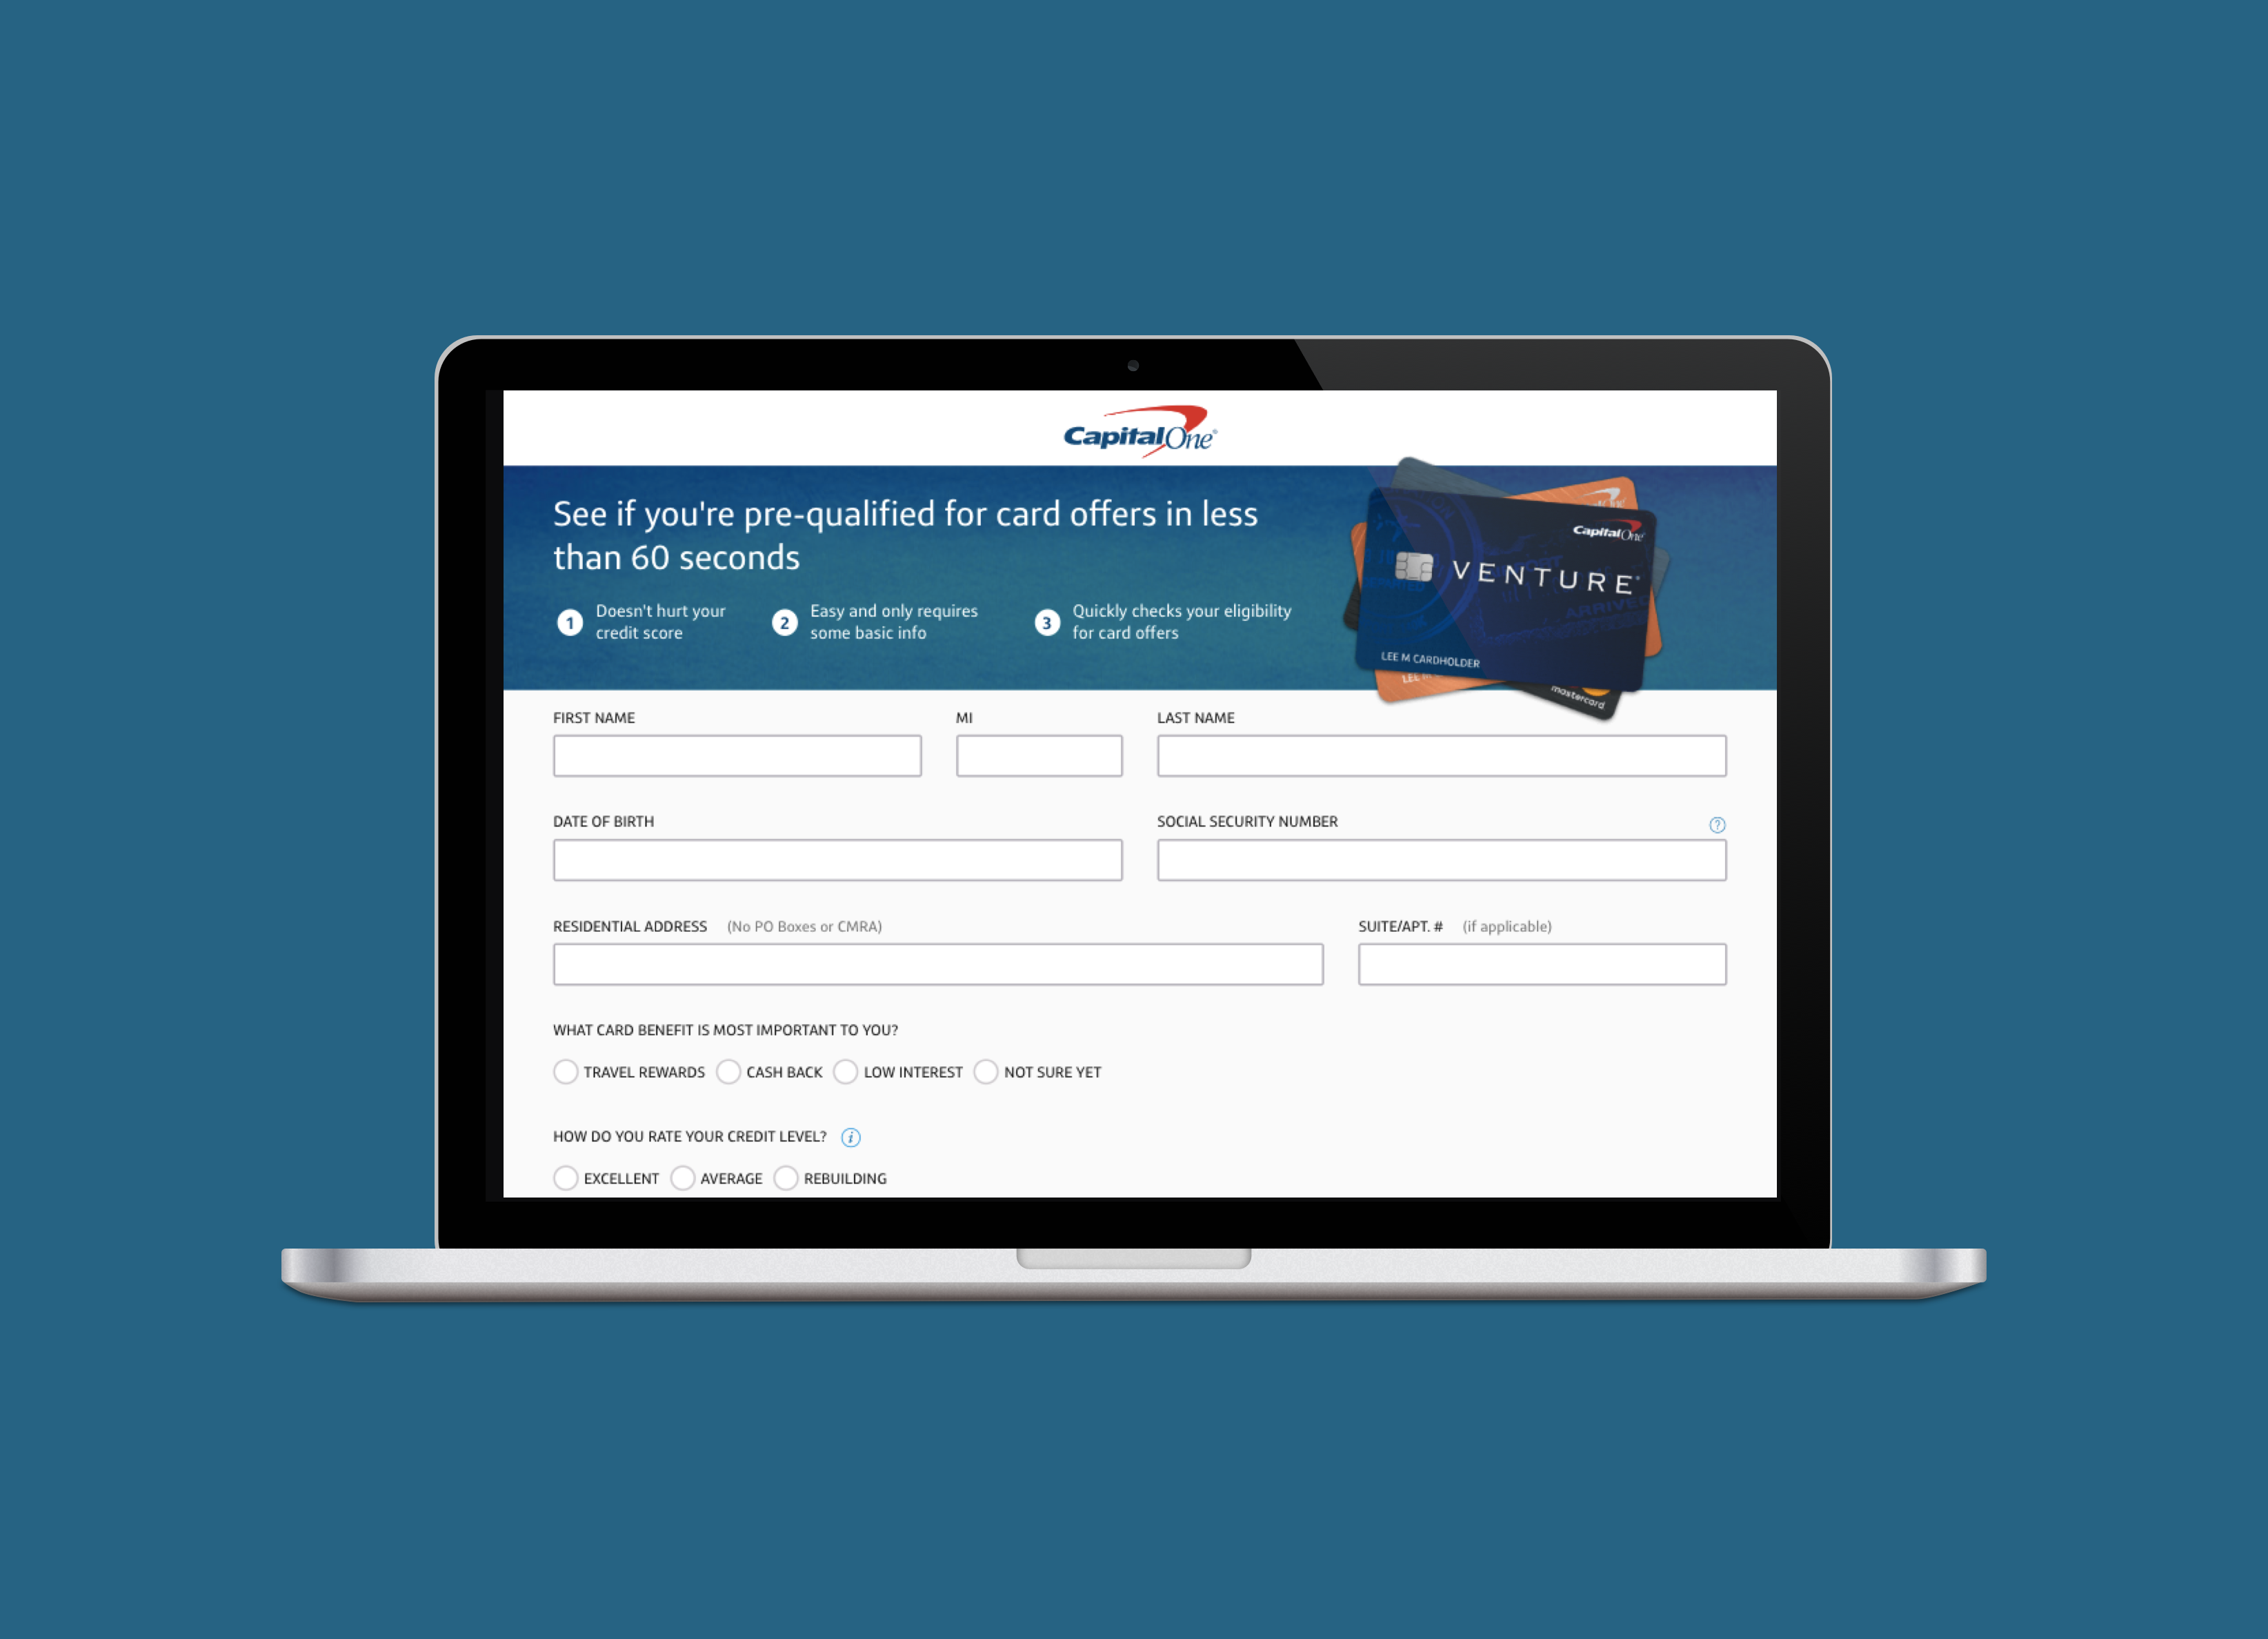 CapitalOne®
See if you're pre-qualified for card offers in less
than 60 seconds
1 Doesn't hurt your
credit score
2 Easy and only requires
some basic info
3 Quickly checks your eligibility
for card offers
CapitalOne
VENTURE®
ARRIVE
LEE M CARDHOLDER
LEE M
mastercard
FIRST NAME
MI
LAST NAME
DATE OF BIRTH
SOCIAL SECURITY NUMBER
?
RESIDENTIAL ADDRESS (No PO Boxes or CMRA)
SUITE/APT. # (if applicable)
WHAT CARD BENEFIT IS MOST IMPORTANT TO YOU?
TRAVEL REWARDS CASH BACK LOW INTEREST NOT SURE YET
HOW DO YOU RATE YOUR CREDIT LEVEL? i
EXCELLENT AVERAGE REBUILDING